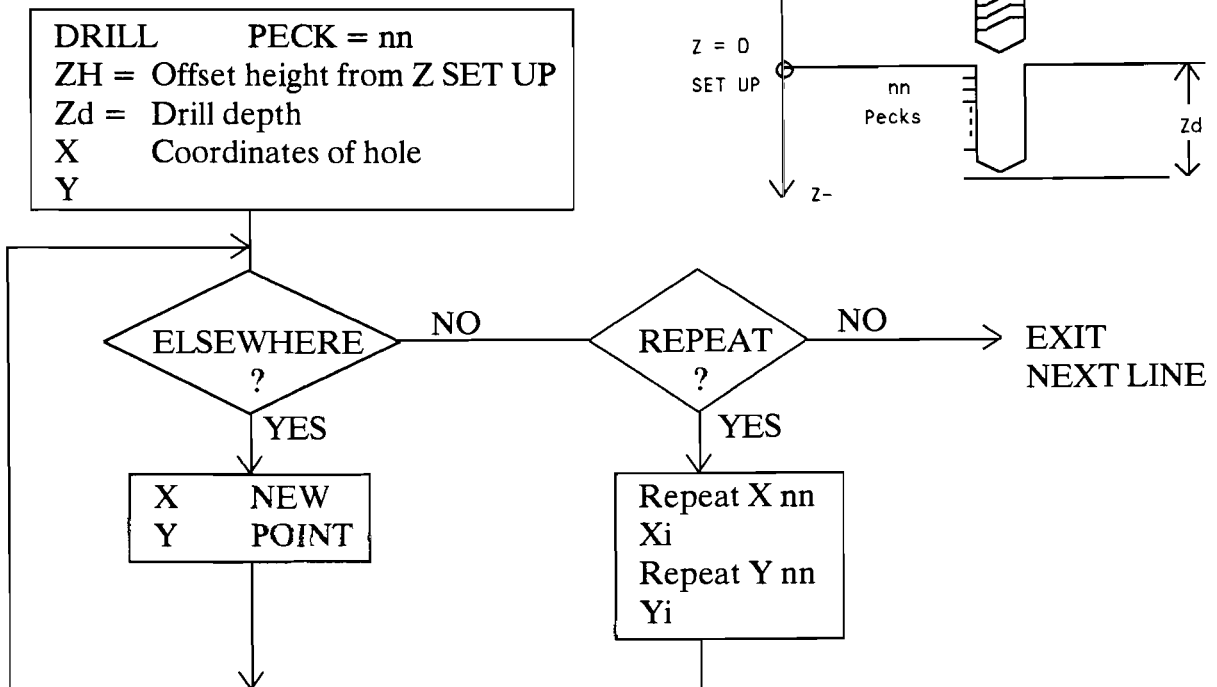 DRILL PECK = nn
ZH = Offset height from Z SET UP
Zd = Drill depth
X Coordinates of hole
Y
Z = 0
SET UP
nn
Pecks
Zd
Z-
ELSEWHERE
?
NO
REPEAT
?
NO
EXIT
NEXT LINE
YES
X NEW
Y POINT
YES
Repeat X nn
Xi
Repeat Y nn
Yi